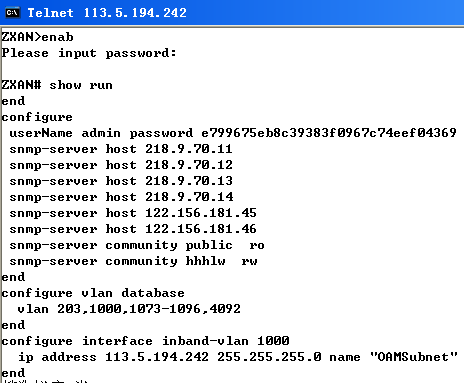 Telnet 113.5.194.242
ZXAN>enab
Please input password:
ZXAN# show run
end
configure
userName admin password e799675eb8c39383f0967c74eef04369
snmp-server host 218.9.70.11
snmp-server host 218.9.70.12
snmp-server host 218.9.70.13
snmp-server host 218.9.70.14
snmp-server host 122.156.181.45
snmp-server host 122.156.181.46
snmp-server community public ro
snmp-server community hhhlw rw
end
configure vlan database
vlan 203,1000,1073-1096,4092
end
configure interface inband-vlan 1000
ip address 113.5.194.242 255.255.255.0 name "OAMSubnet"
end